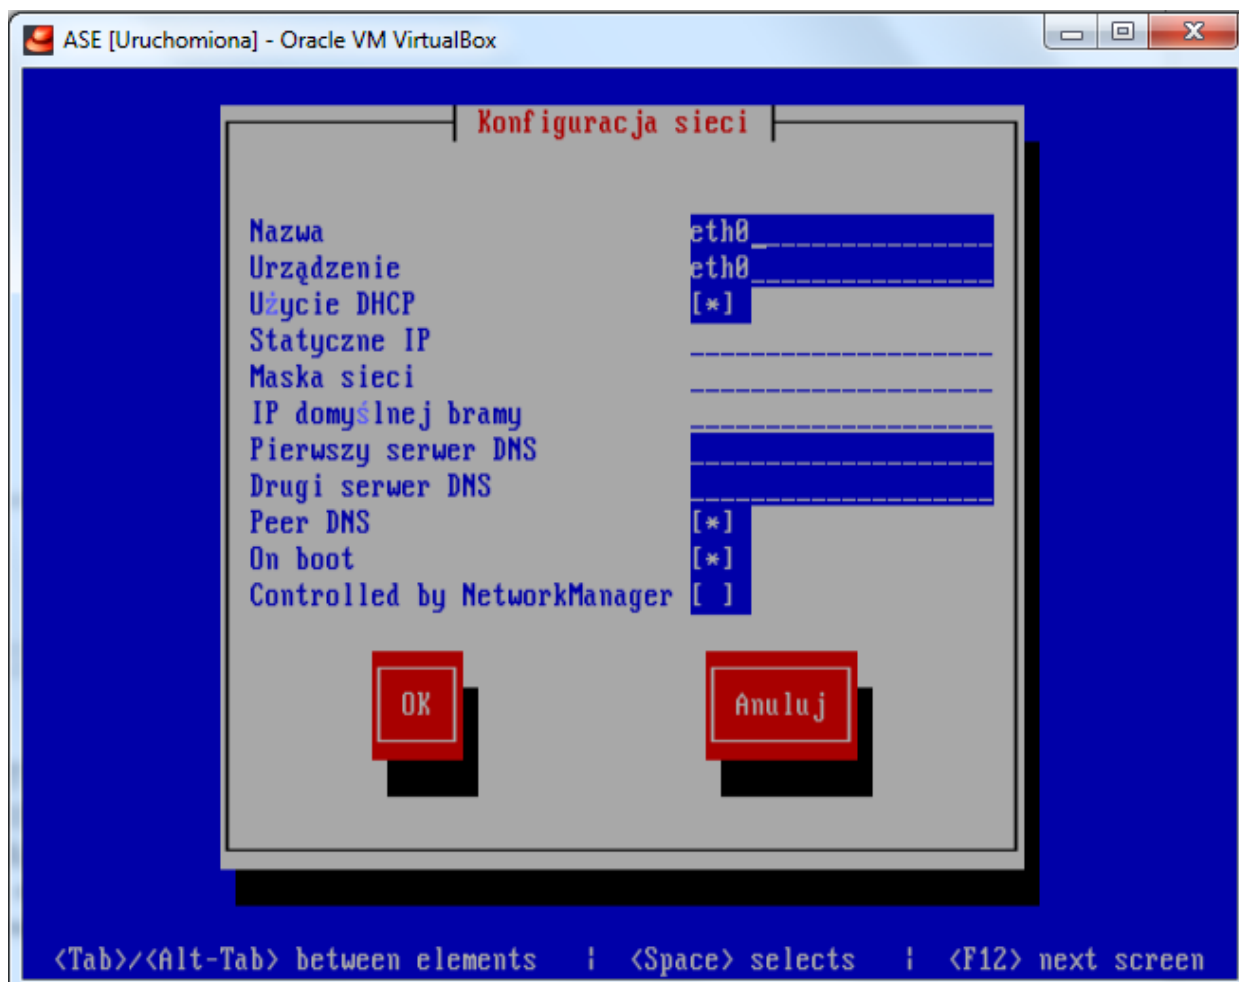 ASE [Uruchomiona] - Oracle VM VirtualBox
Konfiguracja sieci
Nazwa eth0_
Urządzenie eth0
Użycie DHCP [*]
Statyczne IP
Maska sieci
IP domyślnej bramy
Pierwszy serwer DNS
Drugi serwer DNS
Peer DNS [*]
On boot [*]
Controlled by NetworkManager [ ]
OK Anuluj
<Tab>/<Alt-Tab> between elements | <Space> selects | <F12> next screen